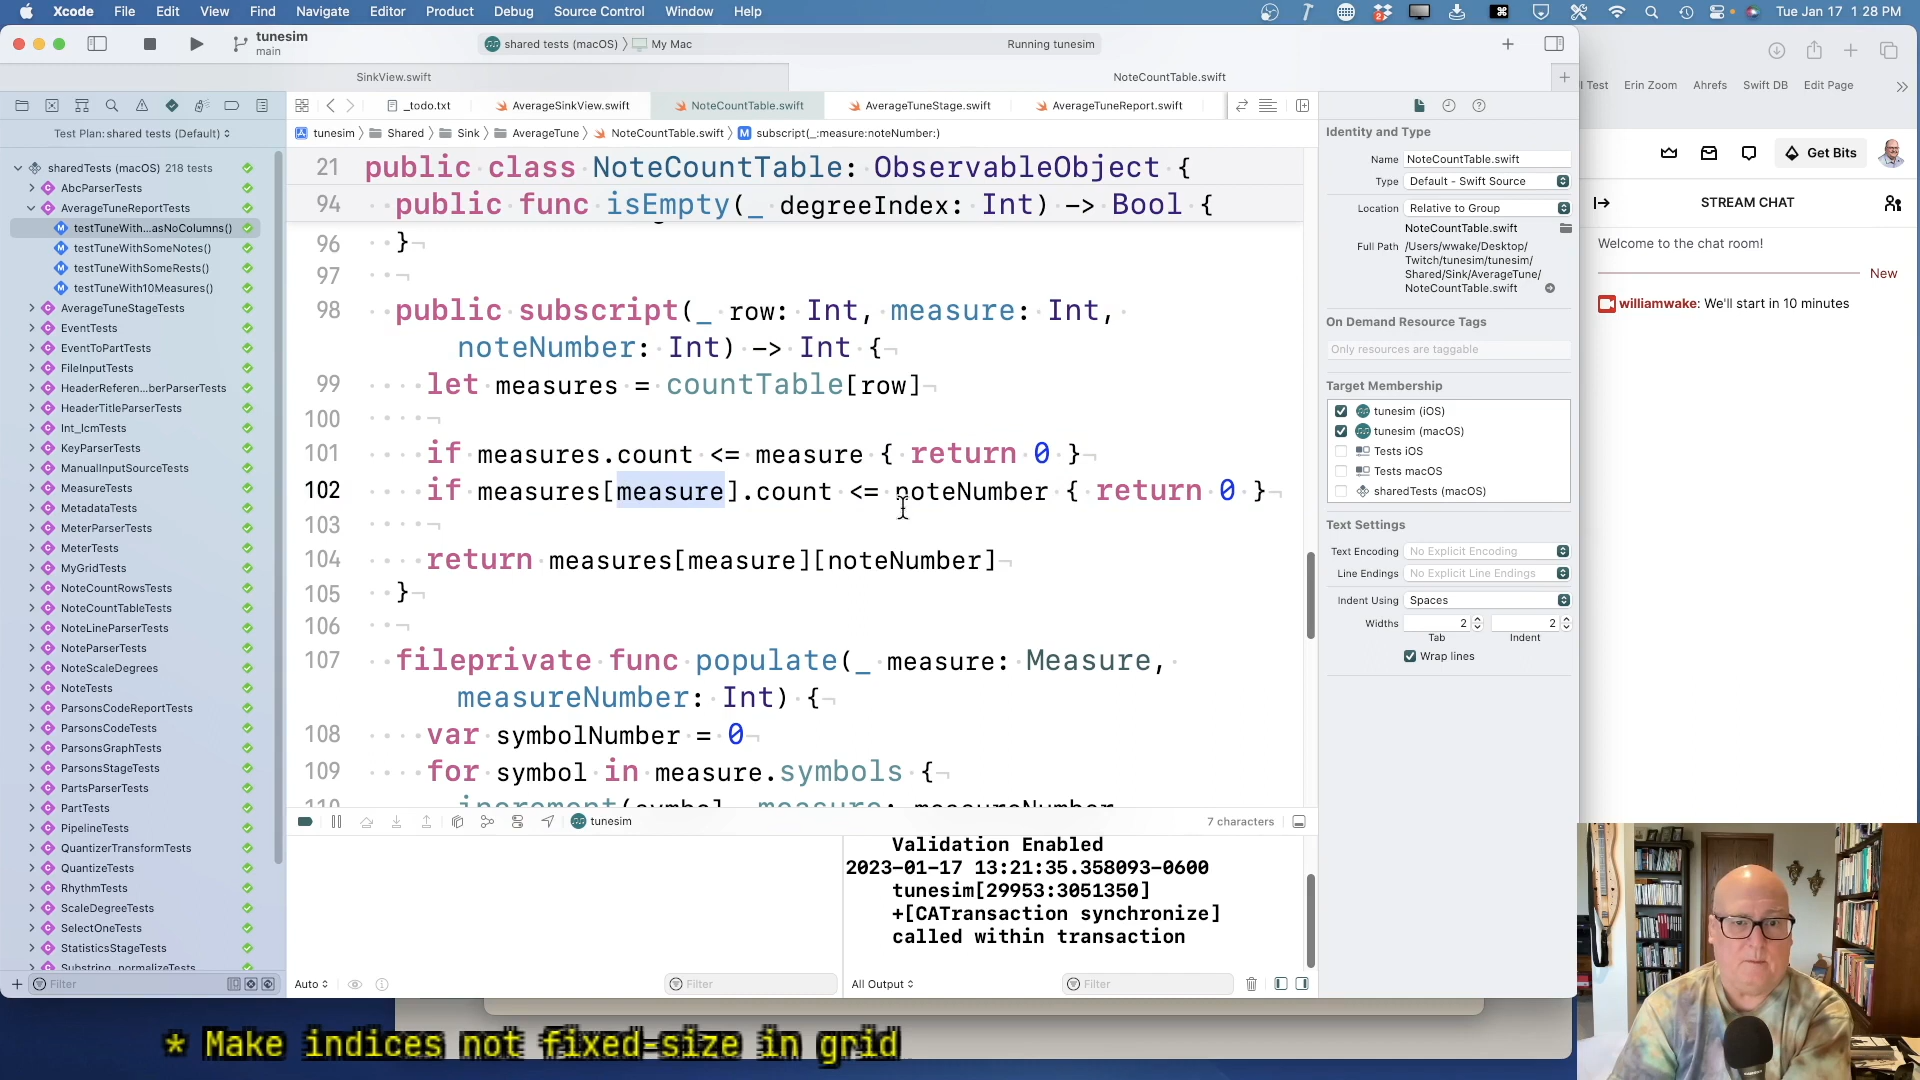 Xcode File Edit View Find Navigate Editor Product Debug Source Control Window Help
Tue Jan 17 1:28 PM
tunesim
main
shared tests (macOS) 〉 My Mac
Running tunesim
SinkView.swift
NoteCountTable.swift
_todo.txt
AverageSinkView.swift
NoteCountTable.swift
AverageTuneStage.swift
AverageTuneReport.swift
Test Plan: shared tests (Default)
tunesim 〉 Shared 〉 Sink 〉 AverageTune 〉 NoteCountTable.swift 〉 subscript(_:measure:noteNumber:)
sharedTests (macOS) 218 tests
AbcParserTests
AverageTuneReportTests
testTuneWith...asNoColumns()
testTuneWithSomeNotes()
testTuneWithSomeRests()
testTuneWith10Measures()
AverageTuneStageTests
EventTests
EventToPartTests
FileInputTests
HeaderReferen...berParserTests
HeaderTitleParserTests
Int_lcmTests
KeyParserTests
ManualInputSourceTests
MeasureTests
MetadataTests
MeterParserTests
MeterTests
MyGridTests
NoteCountRowsTests
NoteCountTableTests
NoteLineParserTests
NoteParserTests
NoteScaleDegrees
NoteTests
ParsonsCodeReportTests
ParsonsCodeTests
ParsonsGraphTests
ParsonsStageTests
PartsParserTests
PartTests
PipelineTests
QuantizerTransformTests
QuantizeTests
RhythmTests
ScaleDegreeTests
SelectOneTests
StatisticsStageTests
Substring_normalizeTests
Filter
21 public class NoteCountTable: ObservableObject {
94 public func isEmpty(_ degreeIndex: Int) -> Bool {
96 }
97
98 public subscript(_ row: Int, measure: Int,
noteNumber: Int) -> Int {
99 let measures = countTable[row]
100
101 if measures.count <= measure { return 0 }
102 if measures[measure].count <= noteNumber { return 0 }
103
104 return measures[measure][noteNumber]
105 }
106
107 fileprivate func populate(_ measure: Measure,
measureNumber: Int) {
108 var symbolNumber = 0
109 for symbol in measure.symbols {
110 increment(symbol, measure: measureNumber,
tunesim
7 characters
Validation Enabled
2023-01-17 13:21:35.358093-0600
tunesim[29953:3051350]
+[CATransaction synchronize]
called within transaction
Auto
Filter
All Output
Filter
Identity and Type
Name NoteCountTable.swift
Type Default - Swift Source
Location Relative to Group
NoteCountTable.swift
Full Path /Users/wwake/Desktop/
Twitch/tunesim/tunesim/
Shared/Sink/AverageTune/
NoteCountTable.swift
On Demand Resource Tags
Only resources are taggable
Target Membership
tunesim (iOS)
tunesim (macOS)
Tests iOS
Tests macOS
sharedTests (macOS)
Text Settings
Text Encoding No Explicit Encoding
Line Endings No Explicit Line Endings
Indent Using Spaces
Widths 2 2
Tab Indent
Wrap lines
l Test Erin Zoom Ahrefs Swift DB Edit Page
Get Bits
STREAM CHAT
Welcome to the chat room!
New
williamwake: We'll start in 10 minutes
* Make indices not fixed-size in grid